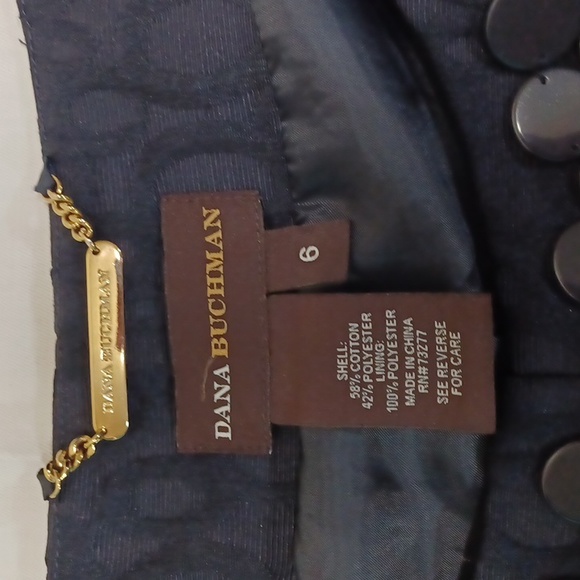 DANA BUCHMAN
DANA BUCHMAN
6
SHELL:
58% COTTON
42% POLYESTER
LINING:
100% POLYESTER
MADE IN CHINA
RN#73277
SEE REVERSE
FOR CARE